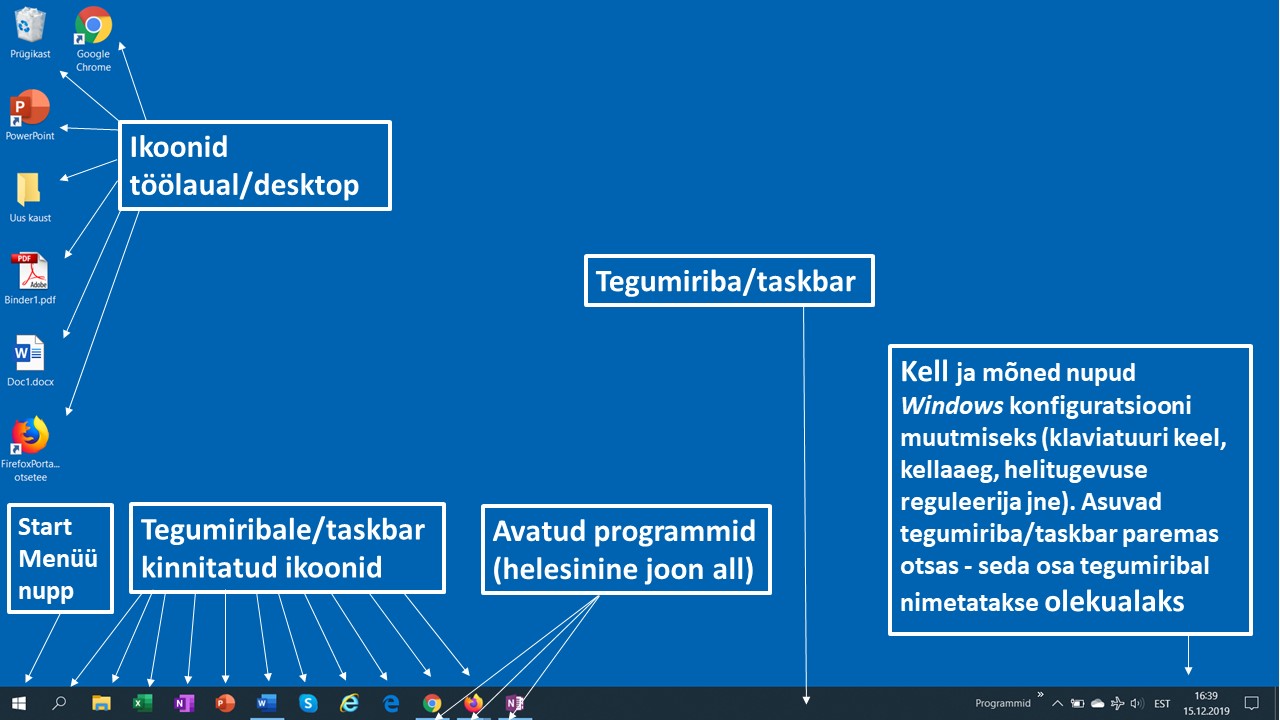 Prügikast
Google
Chrome
PowerPoint
Uus kaust
Binder1.pdf
Doc1.docx
FirefoxPorta...
otsetee
Ikoonid
töölaual/desktop
Tegumiriba/taskbar
Kell ja mõned nupud
Windows konfiguratsiooni
muutmiseks (klaviatuuri keel,
kellaaeg, helitugevuse
reguleerija jne). Asuvad
tegumiriba/taskbar paremas
otsas - seda osa tegumiribal
nimetatakse olekualaks
Start
Menüü
nupp
Tegumiribale/taskbar
kinnitatud ikoonid
Avatud programmid
(helesinine joon all)
Programmid
EST
16:39
15.12.2019